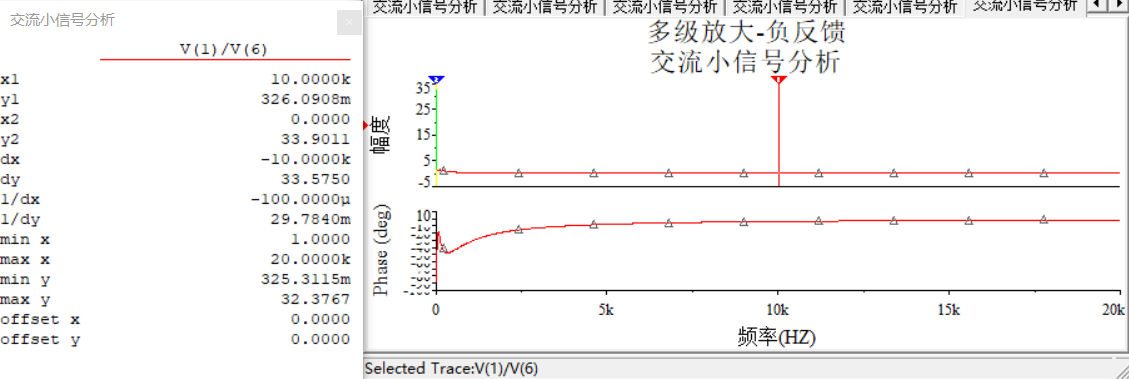 交流小信号分析
x
V(1)/V(6)
x1 10.0000k
y1 326.0908m
x2 0.0000
y2 33.9011
dx -10.0000k
dy 33.5750
1/dx -100.0000µ
1/dy 29.7840m
min x 1.0000
max x 20.0000k
min y 325.3115m
max y 32.3767
offset x 0.0000
offset y 0.0000
交流小信号分析 交流小信号分析 交流小信号分析 交流小信号分析 交流小信号分析 交流小信号分析
多级放大-负反馈
交流小信号分析
幅度
35
25
15
5
-5
Phase (deg)
10
0 5k 10k 15k 20k
频率(HZ)
Selected Trace:V(1)/V(6)